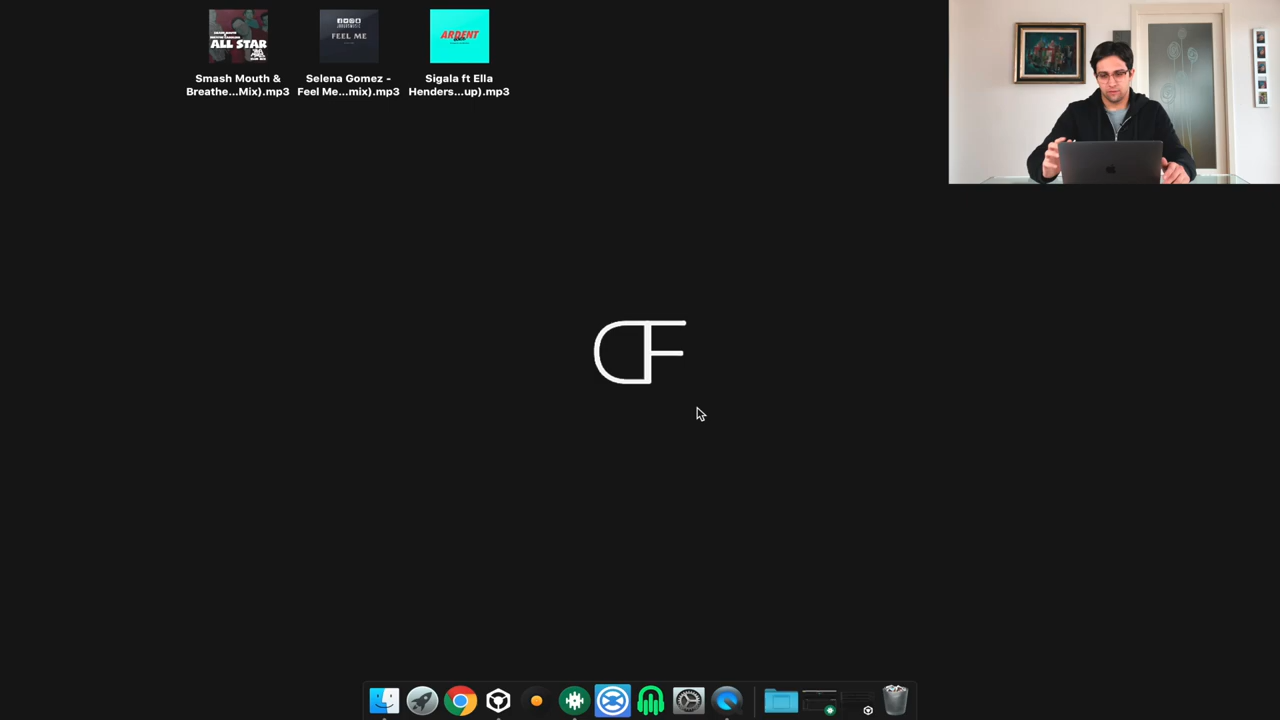 ALL STAR
FEEL ME
ARDENT
Smash Mouth &
Breathe...Mix).mp3
Selena Gomez -
Feel Me...mix).mp3
Sigala ft Ella
Henders...up).mp3